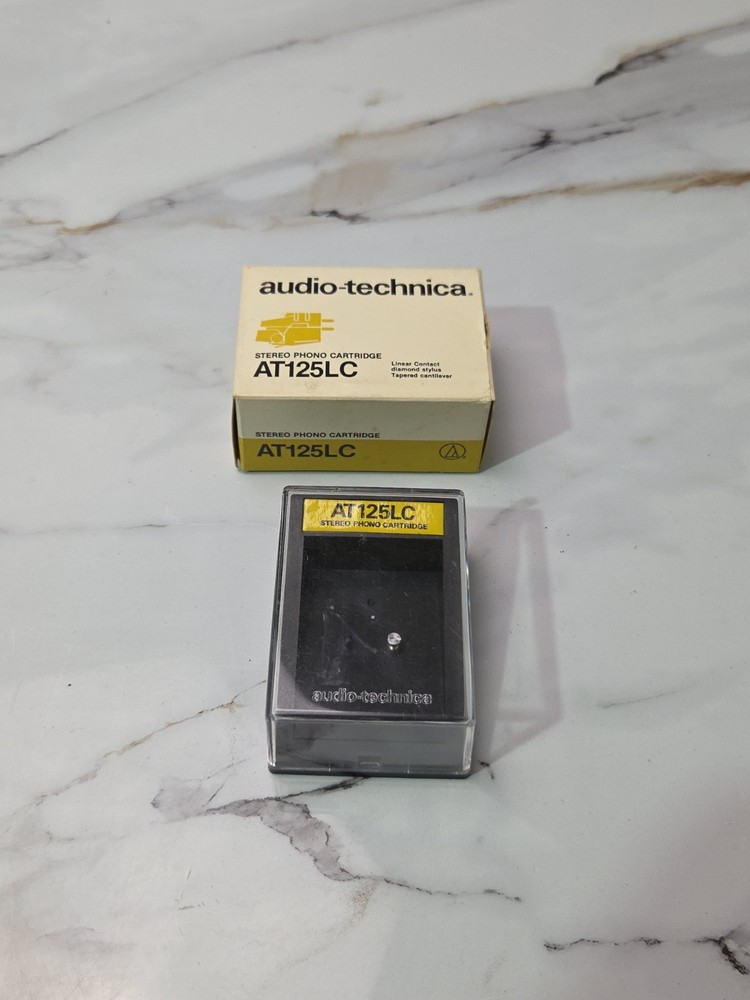 audio-technica®
STEREO PHONO CARTRIDGE
AT125LC
Linear Contact
diamond stylus
Tapered cantilever
STEREO PHONO CARTRIDGE
AT125LC
AT125LC
STEREO PHONO CARTRIDGE
audio-technica